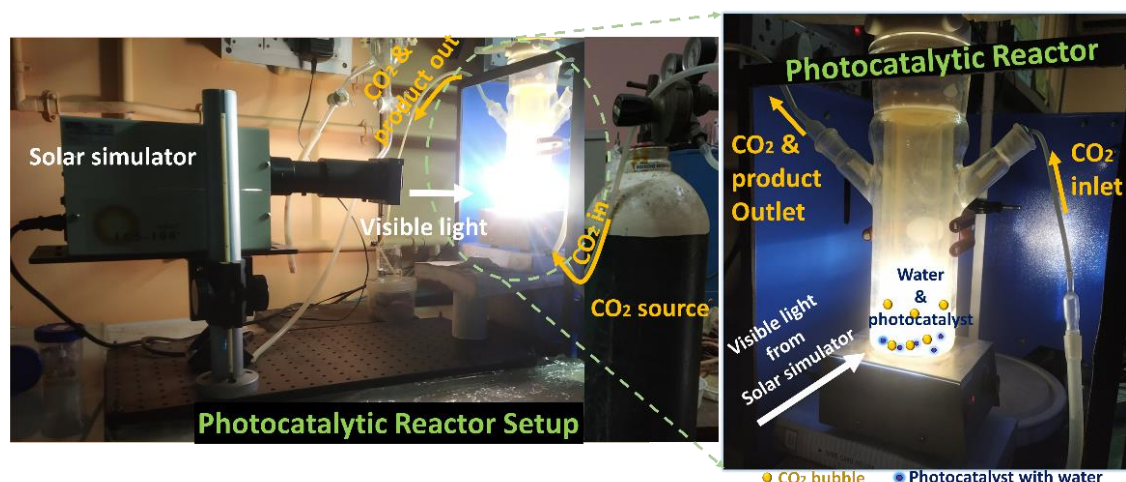 CO₂ &
product out
Solar simulator
Visible light
CO₂ in
CO₂ source
Photocatalytic Reactor Setup
Photocatalytic Reactor
CO₂ &
product
Outlet
CO₂
inlet
Water
&
photocatalyst
Visible light
from
Solar simulator
CO₂ bubble
Photocatalyst with water